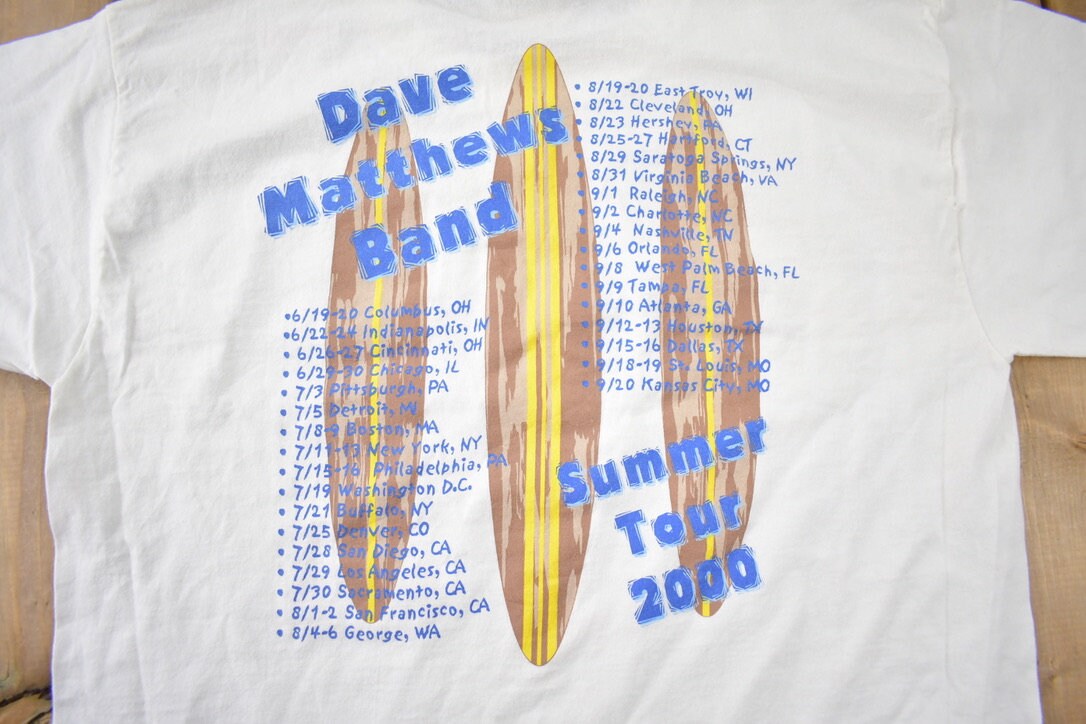 Dave
Matthews
Band
•6/19-20 Columbus, OH
•6/22-24 Indianapolis, IN
• 6/26-27 Cincinnati, OH
• 6/29-30 Chicago, IL
• 7/3 Pittsburgh, PA
• 7/5 Detroit, MI
• 7/8-9 Boston, MA
• 7/11-13 New York, NY
• 7/15-16 Philadelphia, PA
• 7/19 Washington D.C.
• 7/21 Buffalo, NY
• 7/25 Denver, CO
• 7/28 San Diego, CA
• 7/29 Los Angeles, CA
• 7/30 Sacramento, CA
• 8/1-2 San Francisco, CA
• 8/4-6 George, WA
• 8/19-20 East Troy, WI
• 8/22 Cleveland, OH
• 8/23 Hershey, PA
• 8/25-27 Hartford, CT
• 8/29 Saratoga Springs, NY
• 8/31 Virginia Beach, VA
• 9/1 Raleigh, NC
• 9/2 Charlotte, NC
• 9/4 Nashville, TN
• 9/6 Orlando, FL
• 9/8 West Palm Beach, FL
• 9/9 Tampa, FL
• 9/10 Atlanta, GA
• 9/12-13 Houston, TX
• 9/15-16 Dallas, TX
• 9/18-19 St. Louis, MO
• 9/20 Kansas City, MO
Summer
Tour
2000